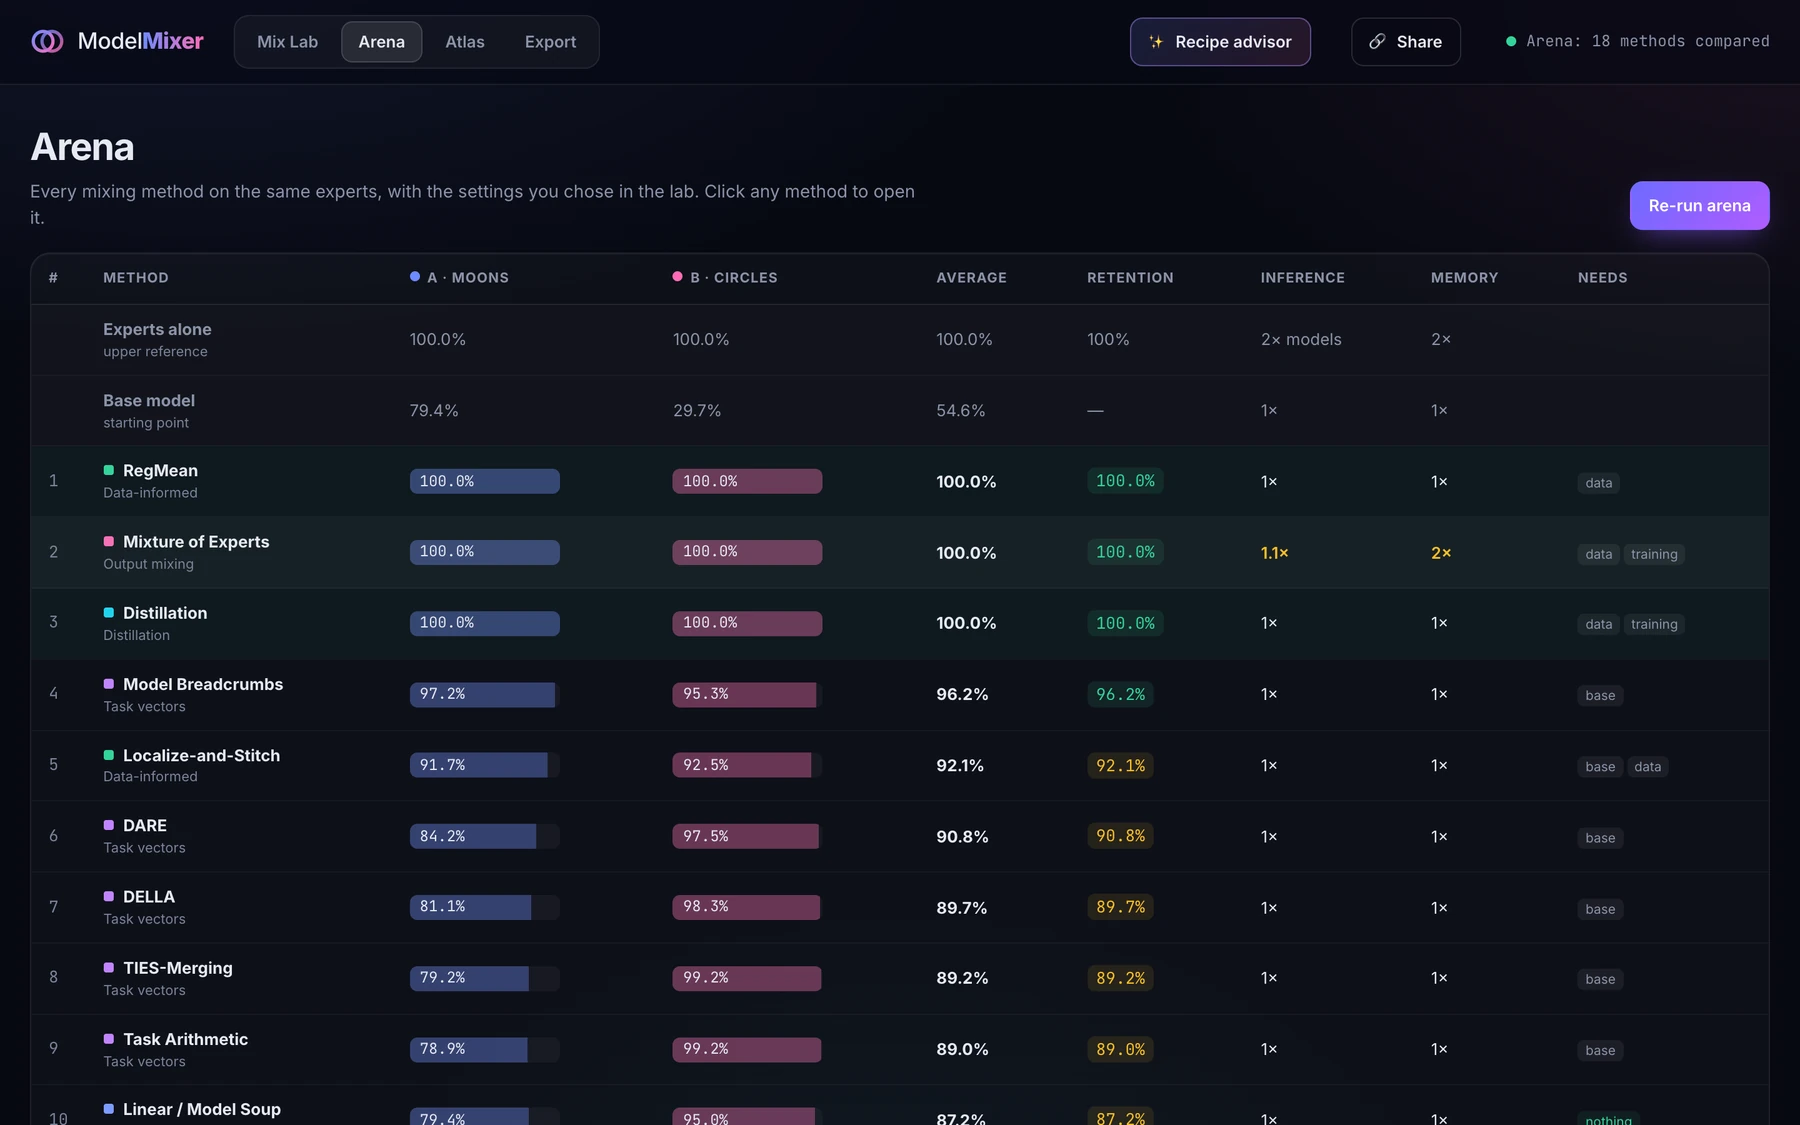 ModelMixer Mix Lab Arena Atlas Export ✨ Recipe advisor 🔗 Share Arena: 18 methods compared
Arena
Every mixing method on the same experts, with the settings you chose in the lab. Click any method to open
it.
Re-run arena
# METHOD A · MOONS B · CIRCLES AVERAGE RETENTION INFERENCE MEMORY NEEDS
Experts alone
upper reference
100.0% 100.0% 100.0% 100% 2× models 2×
Base model
starting point
79.4% 29.7% 54.6% — 1× 1×
1 RegMean
Data-informed
100.0% 100.0% 100.0% 100.0% 1× 1× data
2 Mixture of Experts
Output mixing
100.0% 100.0% 100.0% 100.0% 1.1× 2× data training
3 Distillation
Distillation
100.0% 100.0% 100.0% 100.0% 1× 1× data training
4 Model Breadcrumbs
Task vectors
97.2% 95.3% 96.2% 96.2% 1× 1× base
5 Localize-and-Stitch
Data-informed
91.7% 92.5% 92.1% 92.1% 1× 1× base data
6 DARE
Task vectors
84.2% 97.5% 90.8% 90.8% 1× 1× base
7 DELLA
Task vectors
81.1% 98.3% 89.7% 89.7% 1× 1× base
8 TIES-Merging
Task vectors
79.2% 99.2% 89.2% 89.2% 1× 1× base
9 Task Arithmetic
Task vectors
78.9% 99.2% 89.0% 89.0% 1× 1× base
10 Linear / Model Soup
79.4% 95.0% 87.2% 87.2% 1× 1× nothing